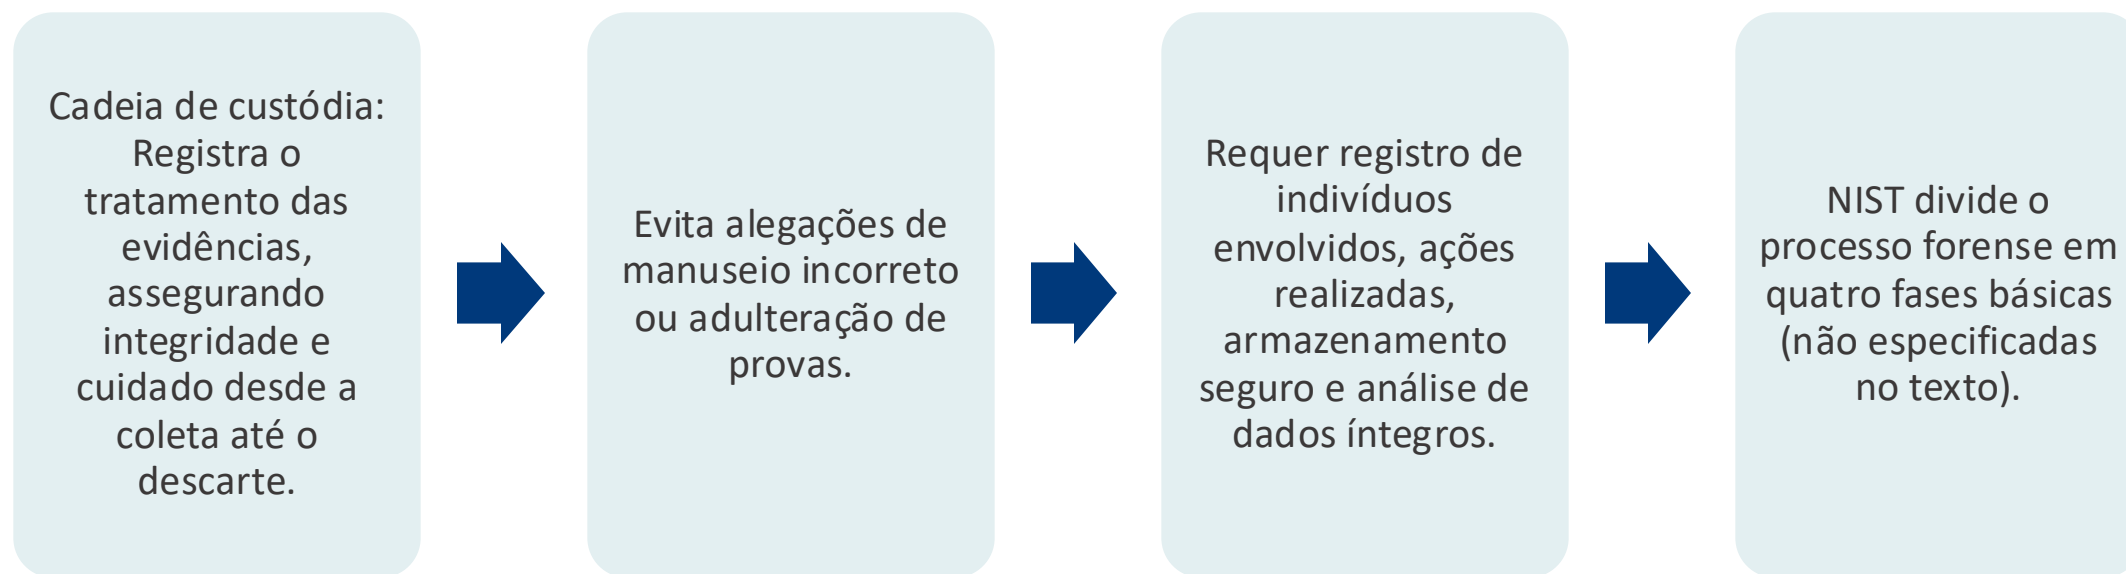 Cadeia de custódia:
Registra o
tratamento das
evidências,
assegurando
integridade e
cuidado desde a
coleta até o
descarte.
Evita alegações de
manuseio incorreto
ou adulteração de
provas.
Requer registro de
indivíduos
envolvidos, ações
realizadas,
armazenamento
seguro e análise de
dados íntegros.
NIST divide o
processo forense em
quatro fases básicas
(não especificadas
no texto).